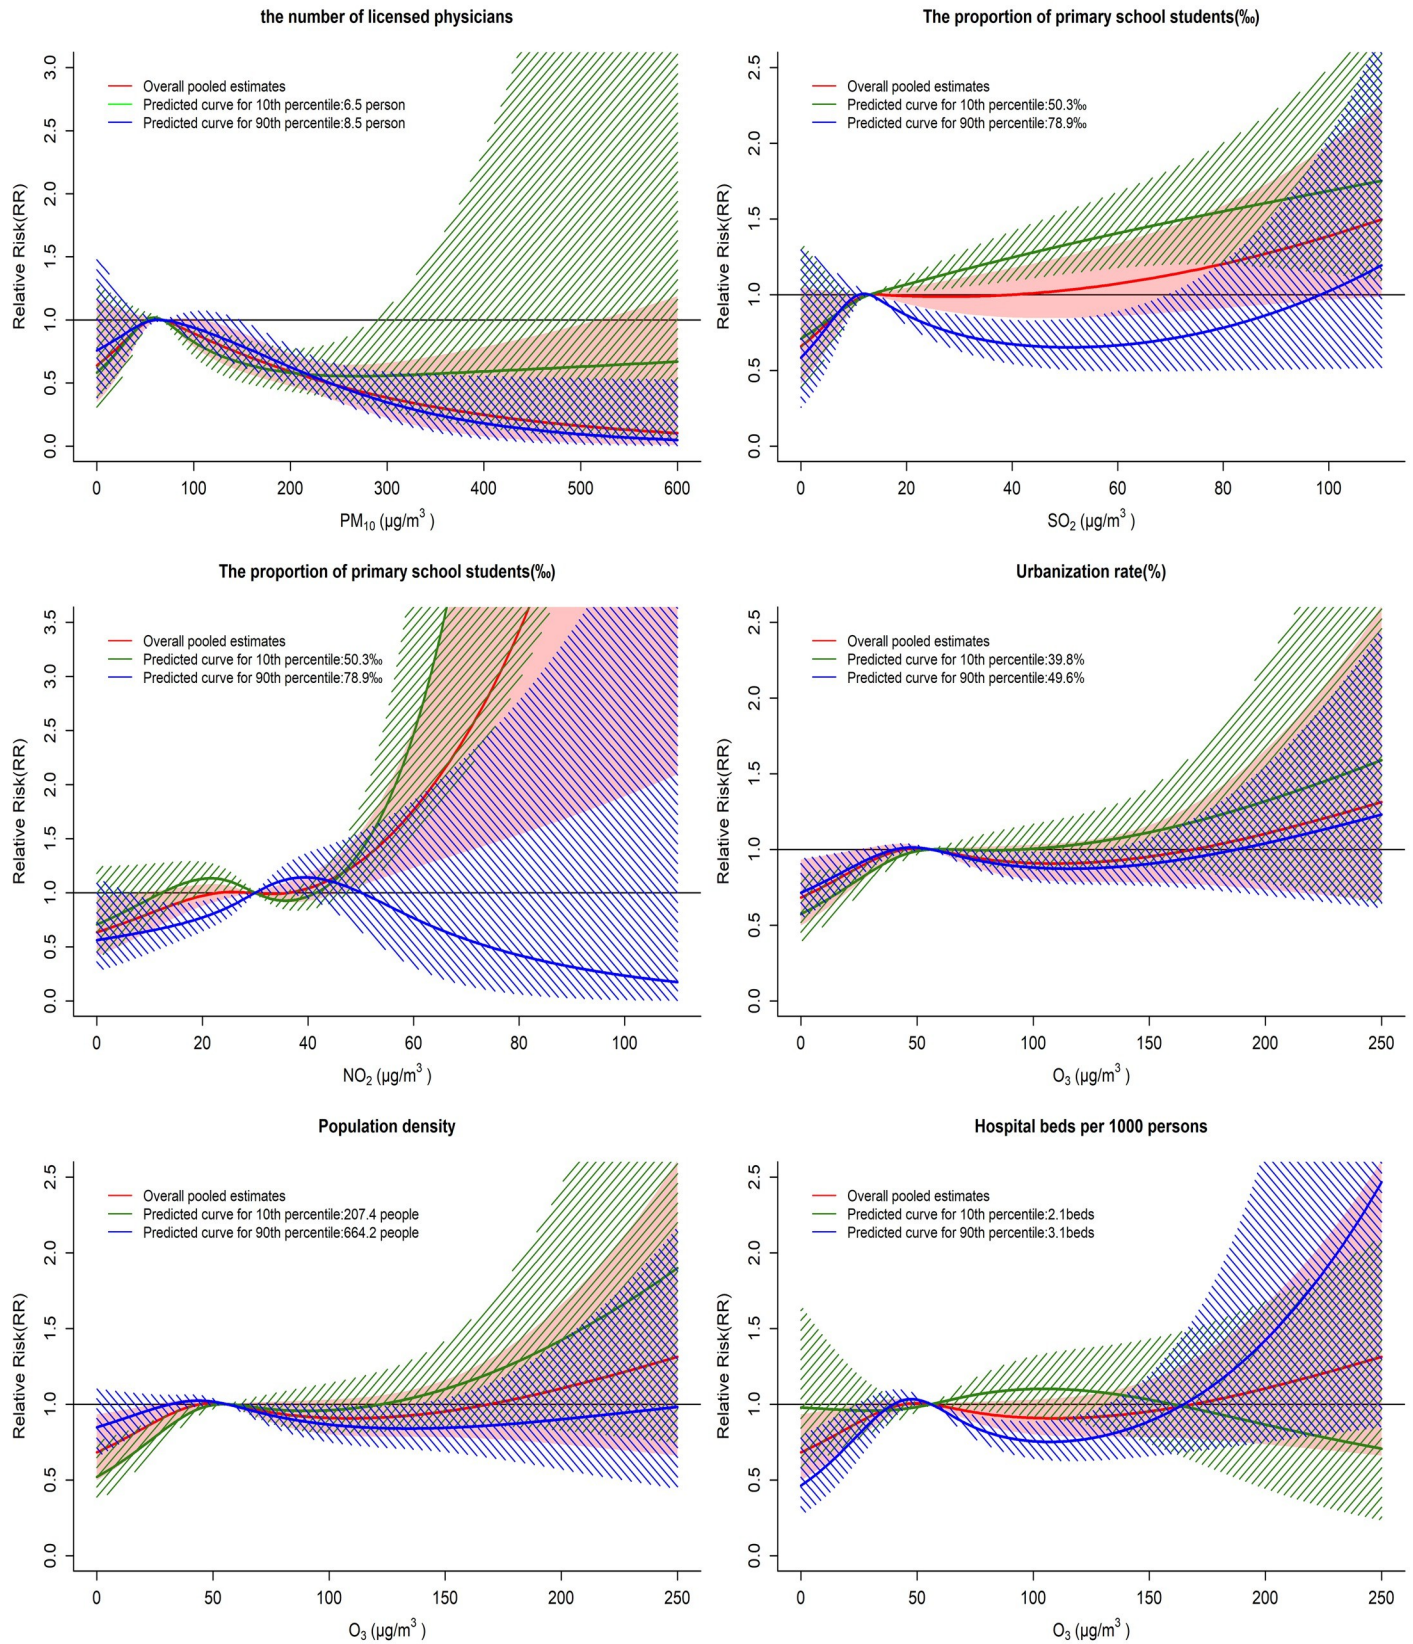 the number of licensed physicians
Overall pooled estimates
Predicted curve for 10th percentile:6.5 person
Predicted curve for 90th percentile:8.5 person
Relative Risk(RR)
0.0 0.5 1.0 1.5 2.0 2.5 3.0
0 100 200 300 400 500 600
PM10 (µg/m3 )
The proportion of primary school students(‰)
Overall pooled estimates
Predicted curve for 10th percentile:50.3‰
Predicted curve for 90th percentile:78.9‰
Relative Risk(RR)
0.0 0.5 1.0 1.5 2.0 2.5
0 20 40 60 80 100
SO2 (µg/m3 )
The proportion of primary school students(‰)
Overall pooled estimates
Predicted curve for 10th percentile:50.3‰
Predicted curve for 90th percentile:78.9‰
Relative Risk(RR)
0.0 0.5 1.0 1.5 2.0 2.5 3.0 3.5
0 20 40 60 80 100
NO2 (µg/m3 )
Urbanization rate(%)
Overall pooled estimates
Predicted curve for 10th percentile:39.8%
Predicted curve for 90th percentile:49.6%
Relative Risk(RR)
0.0 0.5 1.0 1.5 2.0 2.5
0 50 100 150 200 250
O3 (µg/m3 )
Population density
Overall pooled estimates
Predicted curve for 10th percentile:207.4 people
Predicted curve for 90th percentile:664.2 people
Relative Risk(RR)
0.0 0.5 1.0 1.5 2.0 2.5
0 50 100 150 200 250
O3 (µg/m3 )
Hospital beds per 1000 persons
Overall pooled estimates
Predicted curve for 10th percentile:2.1beds
Predicted curve for 90th percentile:3.1beds
Relative Risk(RR)
0.0 0.5 1.0 1.5 2.0 2.5
0 50 100 150 200 250
O3 (µg/m3 )